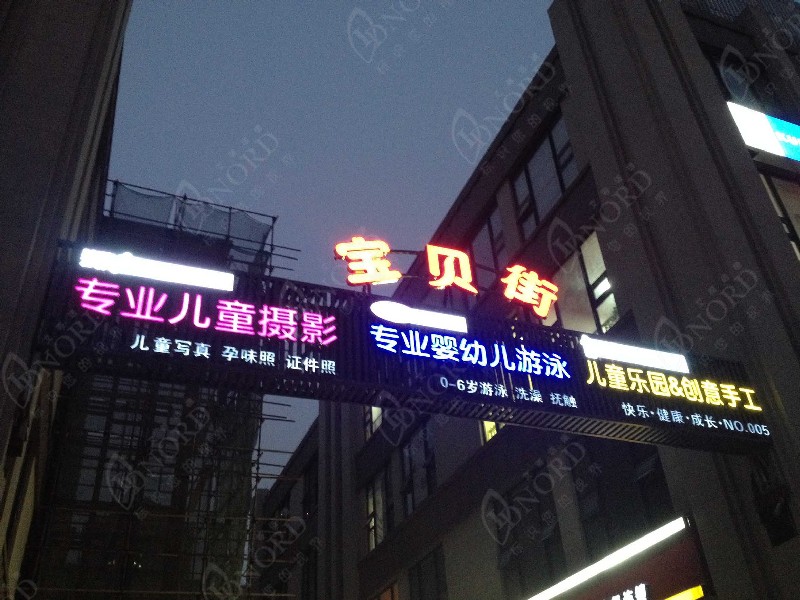 宝贝街
专业儿童摄影
儿童写真 孕味照 证件照
专业婴幼儿游泳
0-6岁游泳 洗澡 抚触
儿童乐园&创意手工
快乐·健康·成长·NO.005